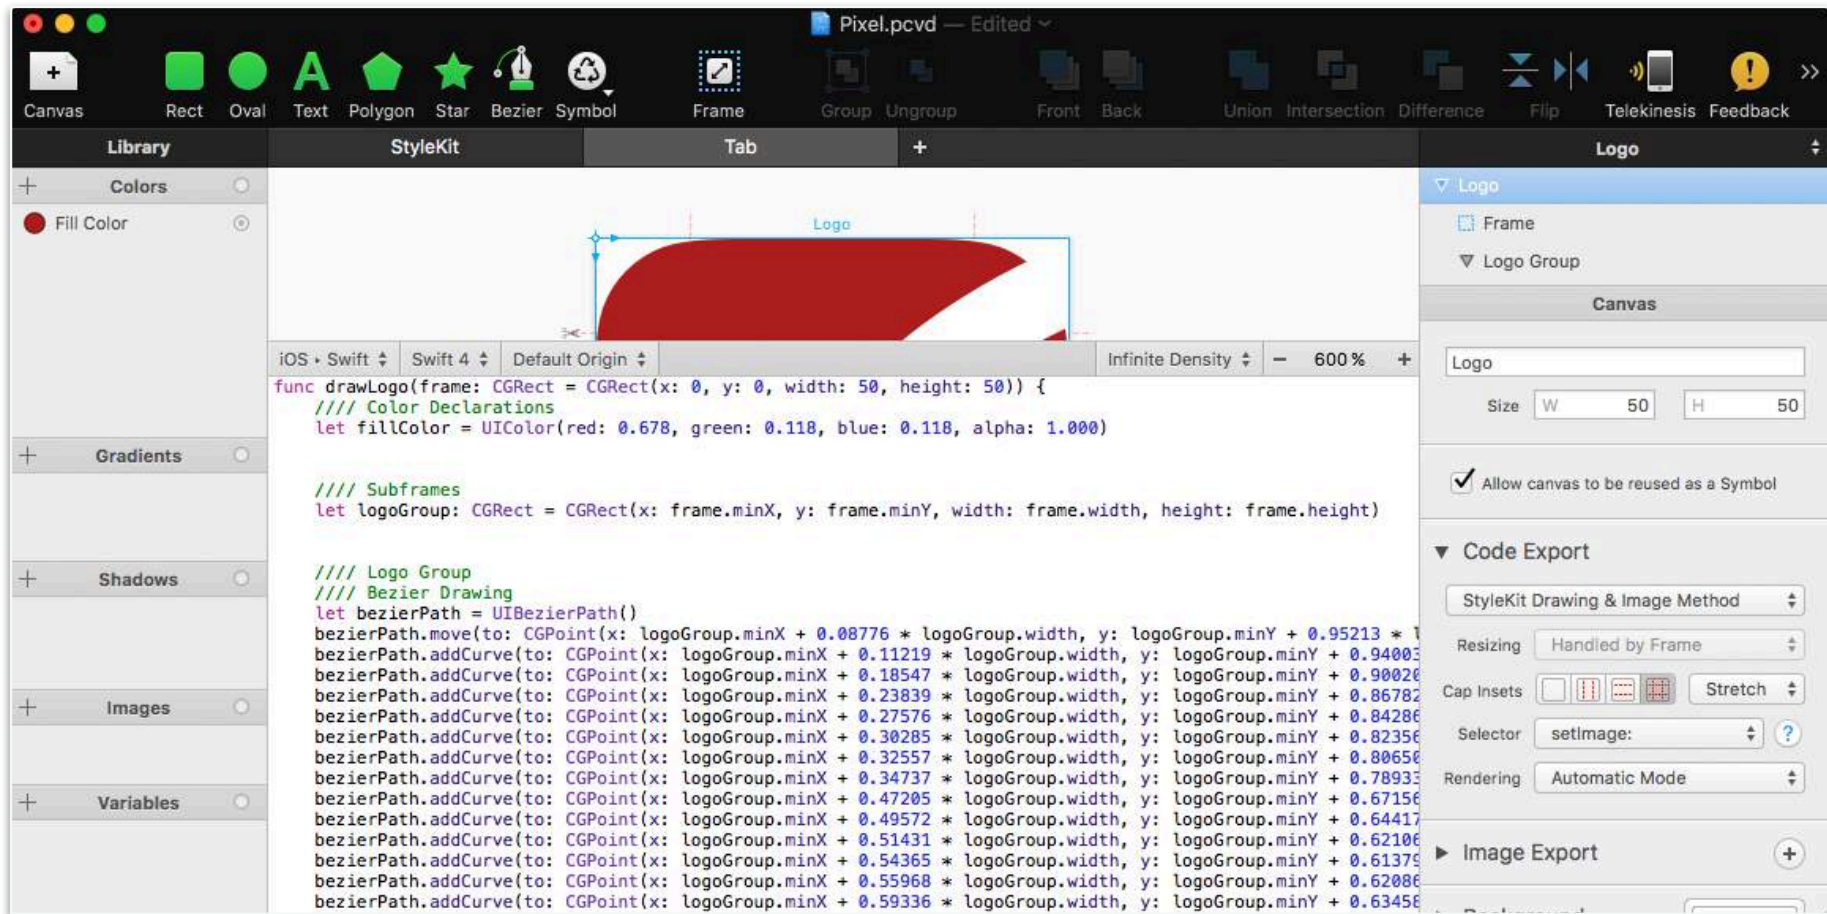 Pixel.pcvd — Edited
Canvas Rect Oval Text Polygon Star Bezier Symbol Frame Group Ungroup Front Back Union Intersection Difference Flip Telekinesis Feedback
Library StyleKit Tab + Logo
Colors
Fill Color
Gradients
Shadows
Images
Variables
Logo
iOS ▸ Swift Swift 4 Default Origin Infinite Density − 600% +
func drawLogo(frame: CGRect = CGRect(x: 0, y: 0, width: 50, height: 50)) {
//// Color Declarations
let fillColor = UIColor(red: 0.678, green: 0.118, blue: 0.118, alpha: 1.000)
//// Subframes
let logoGroup: CGRect = CGRect(x: frame.minX, y: frame.minY, width: frame.width, height: frame.height)
//// Logo Group
//// Bezier Drawing
let bezierPath = UIBezierPath()
bezierPath.move(to: CGPoint(x: logoGroup.minX + 0.08776 * logoGroup.width, y: logoGroup.minY + 0.95213 *
bezierPath.addCurve(to: CGPoint(x: logoGroup.minX + 0.11219 * logoGroup.width, y: logoGroup.minY + 0.94003
bezierPath.addCurve(to: CGPoint(x: logoGroup.minX + 0.18547 * logoGroup.width, y: logoGroup.minY + 0.90020
bezierPath.addCurve(to: CGPoint(x: logoGroup.minX + 0.23839 * logoGroup.width, y: logoGroup.minY + 0.86782
bezierPath.addCurve(to: CGPoint(x: logoGroup.minX + 0.27576 * logoGroup.width, y: logoGroup.minY + 0.84286
bezierPath.addCurve(to: CGPoint(x: logoGroup.minX + 0.30285 * logoGroup.width, y: logoGroup.minY + 0.82356
bezierPath.addCurve(to: CGPoint(x: logoGroup.minX + 0.32557 * logoGroup.width, y: logoGroup.minY + 0.80650
bezierPath.addCurve(to: CGPoint(x: logoGroup.minX + 0.34737 * logoGroup.width, y: logoGroup.minY + 0.78933
bezierPath.addCurve(to: CGPoint(x: logoGroup.minX + 0.47205 * logoGroup.width, y: logoGroup.minY + 0.67156
bezierPath.addCurve(to: CGPoint(x: logoGroup.minX + 0.49572 * logoGroup.width, y: logoGroup.minY + 0.64417
bezierPath.addCurve(to: CGPoint(x: logoGroup.minX + 0.51431 * logoGroup.width, y: logoGroup.minY + 0.62106
bezierPath.addCurve(to: CGPoint(x: logoGroup.minX + 0.54365 * logoGroup.width, y: logoGroup.minY + 0.61379
bezierPath.addCurve(to: CGPoint(x: logoGroup.minX + 0.55968 * logoGroup.width, y: logoGroup.minY + 0.62086
bezierPath.addCurve(to: CGPoint(x: logoGroup.minX + 0.59336 * logoGroup.width, y: logoGroup.minY + 0.63458
Logo
Frame
Logo Group
Canvas
Logo
Size W 50 H 50
Allow canvas to be reused as a Symbol
Code Export
StyleKit Drawing & Image Method
Resizing Handled by Frame
Cap Insets Stretch
Selector setImage: ?
Rendering Automatic Mode
Image Export +